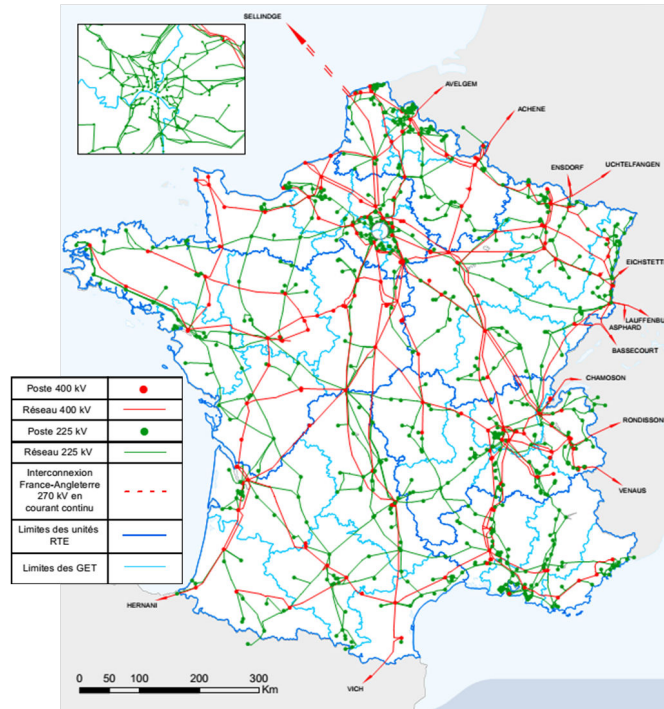 SELLINDGE
AVELGEM
ACHENE
ENSDORF
UCHTELFANGEN
EICHSTETT
LAUFFENBU
ASPHARD
BASSECOURT
CHAMOSON
RONDISSON
VENAUS
Poste 400 kV
Réseau 400 kV
Poste 225 kV
Réseau 225 kV
Interconnexion
France-Angleterre
270 kV en
courant continu
Limites des unités
RTE
Limites des GET
HERNANI
VICH
0 50 100 200 300
Km